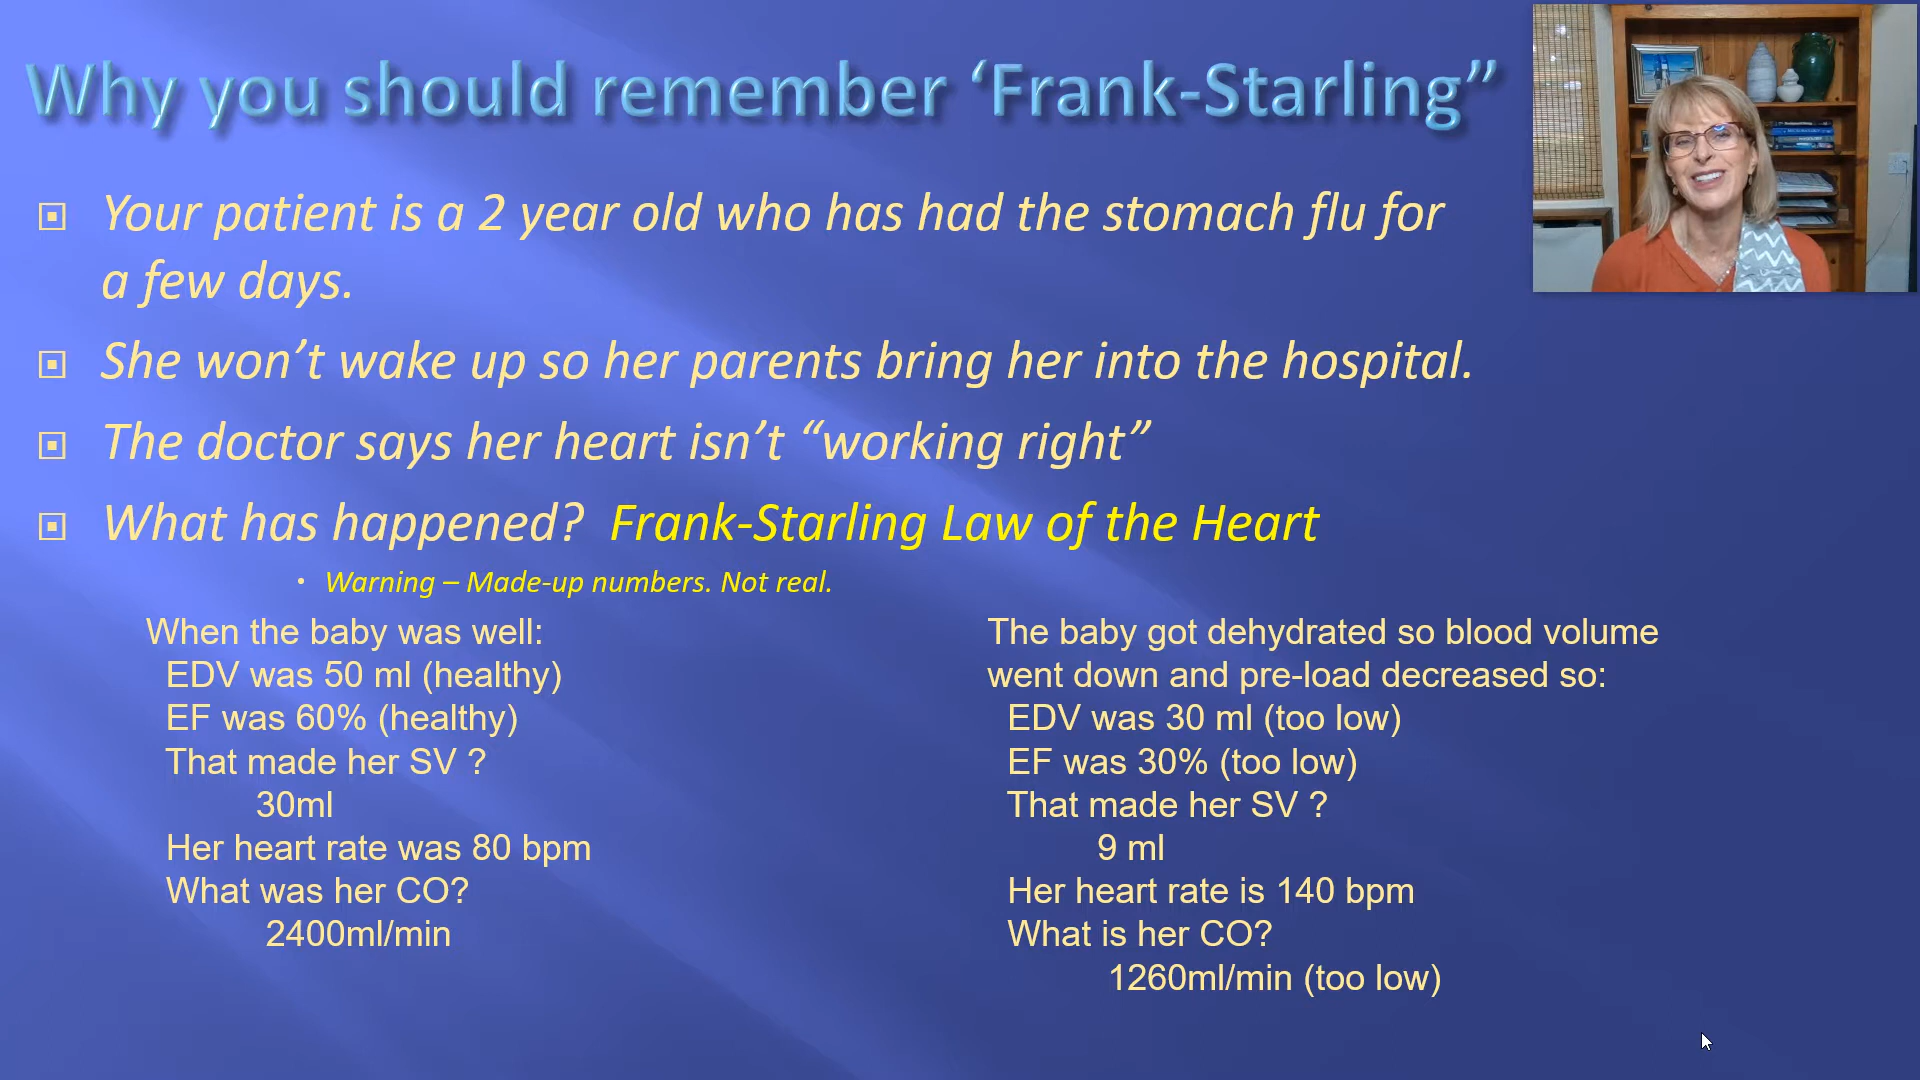 Why you should remember ‘Frank-Starling”
Your patient is a 2 year old who has had the stomach flu for
a few days.
She won’t wake up so her parents bring her into the hospital.
The doctor says her heart isn’t “working right”
What has happened? Frank-Starling Law of the Heart
• Warning – Made-up numbers. Not real.
When the baby was well:
EDV was 50 ml (healthy)
EF was 60% (healthy)
That made her SV ?
30ml
Her heart rate was 80 bpm
What was her CO?
2400ml/min
The baby got dehydrated so blood volume
went down and pre-load decreased so:
EDV was 30 ml (too low)
EF was 30% (too low)
That made her SV ?
9 ml
Her heart rate is 140 bpm
What is her CO?
1260ml/min (too low)